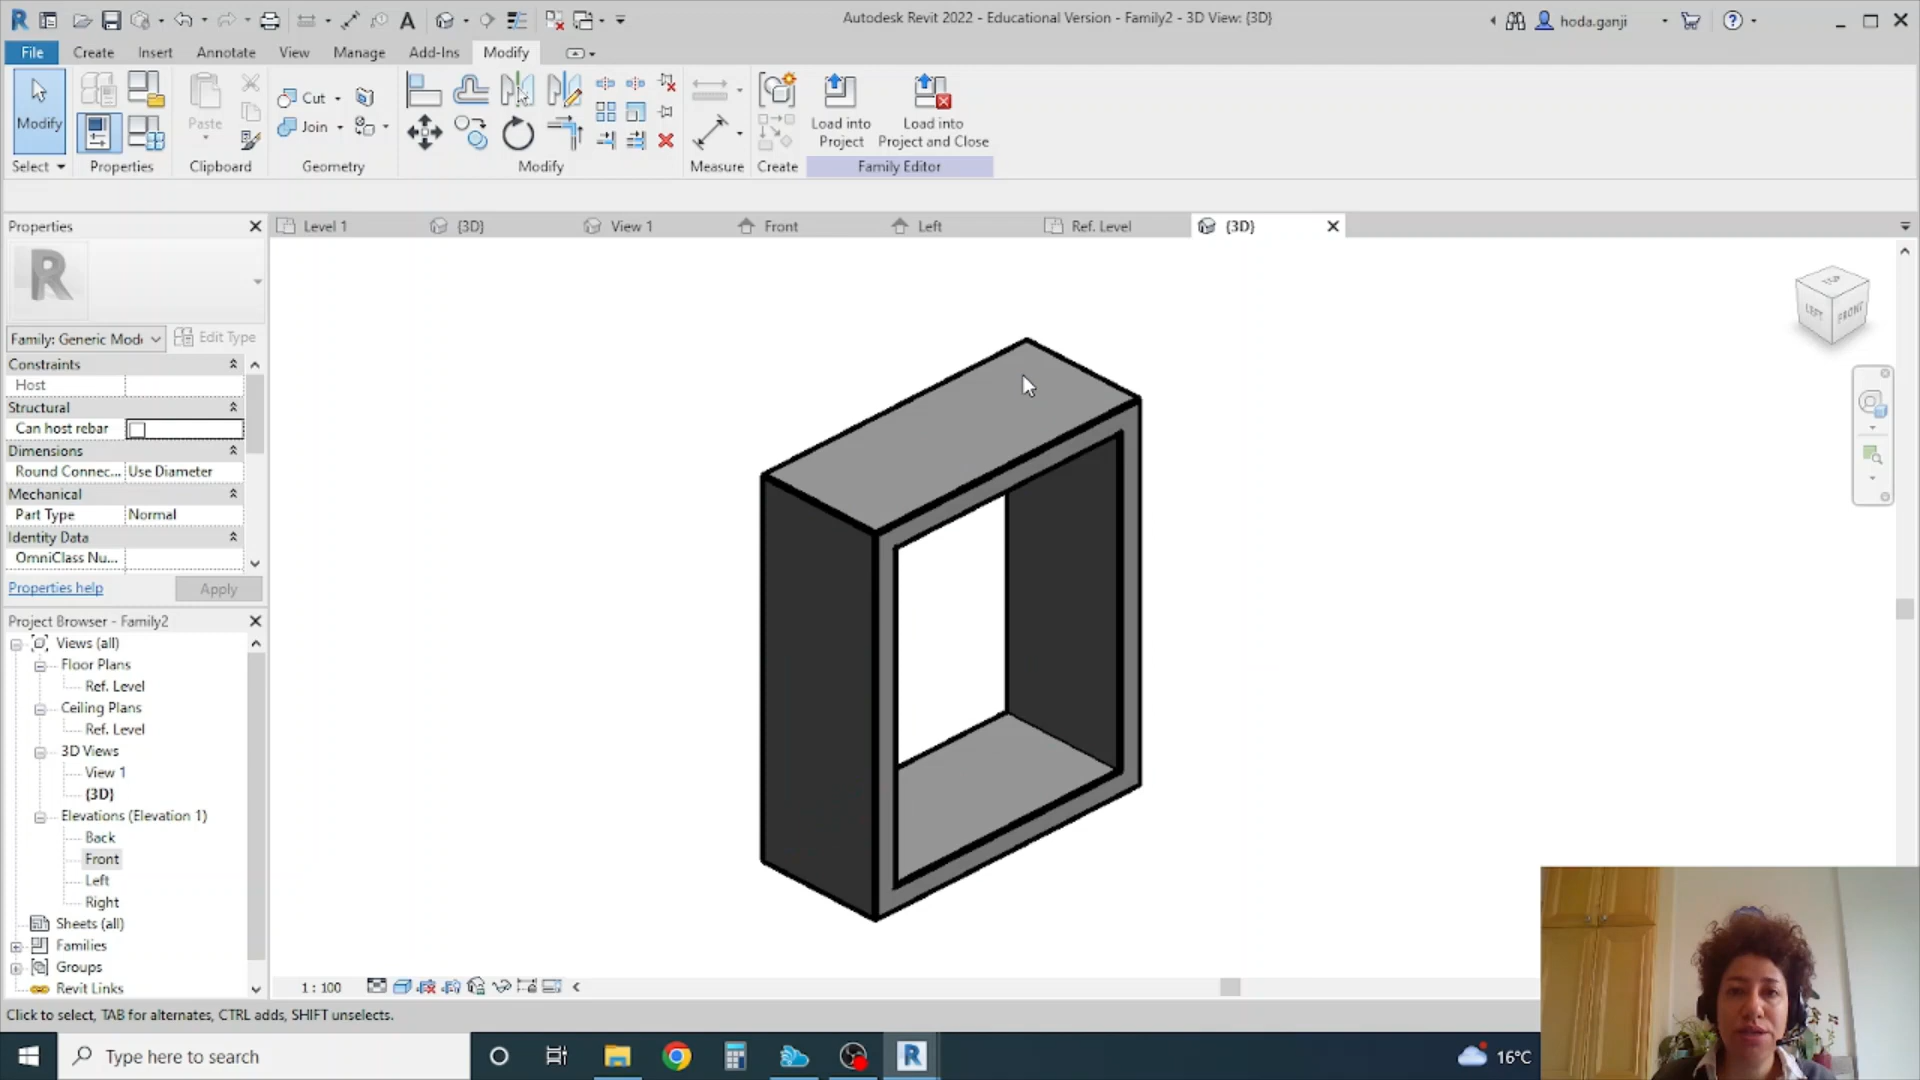 Autodesk Revit 2022 - Educational Version - Family2 - 3D View: {3D}
hoda.ganji
File Create Insert Annotate View Manage Add-Ins Modify
Modify
Select
Properties
Paste
Clipboard
Cut
Join
Geometry
Modify
Measure
Create
Load into
Project
Load into
Project and Close
Family Editor
Properties
Level 1
{3D}
View 1
Front
Left
Ref. Level
{3D}
R
Family: Generic Mod
Edit Type
Constraints
Host
Structural
Can host rebar
Dimensions
Round Connec... Use Diameter
Mechanical
Part Type Normal
Identity Data
OmniClass Nu...
Properties help
Apply
Project Browser - Family2
Views (all)
Floor Plans
Ref. Level
Ceiling Plans
Ref. Level
3D Views
View 1
{3D}
Elevations (Elevation 1)
Back
Front
Left
Right
Sheets (all)
Families
Groups
Revit Links
TOP
LEFT
FRONT
1 : 100
Click to select, TAB for alternates, CTRL adds, SHIFT unselects.
Type here to search
R
16°C